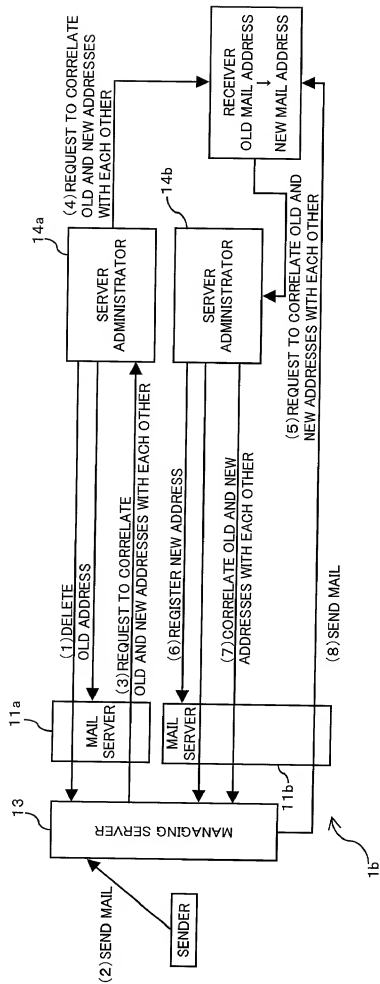 (2)SEND MAIL
SENDER
13
MANAGING SERVER
11a
MAIL
SERVER
MAIL
SERVER
11b
(1)DELETE
OLD ADDRESS
(3)REQUEST TO CORRELATE
OLD AND NEW ADDRESSES WITH EACH OTHER
(6)REGISTER NEW ADDRESS
(7)CORRELATE OLD AND NEW
ADDRESSES WITH EACH OTHER
14a
SERVER
ADMINISTRATOR
14b
SERVER
ADMINISTRATOR
(4)REQUEST TO CORRELATE
OLD AND NEW ADDRESSES
WITH EACH OTHER
(5)REQUEST TO CORRELATE OLD AND
NEW ADDRESSES WITH EACH OTHER
RECEIVER
OLD MAIL ADDRESS
↓
NEW MAIL ADDRESS
(8)SEND MAIL
1b